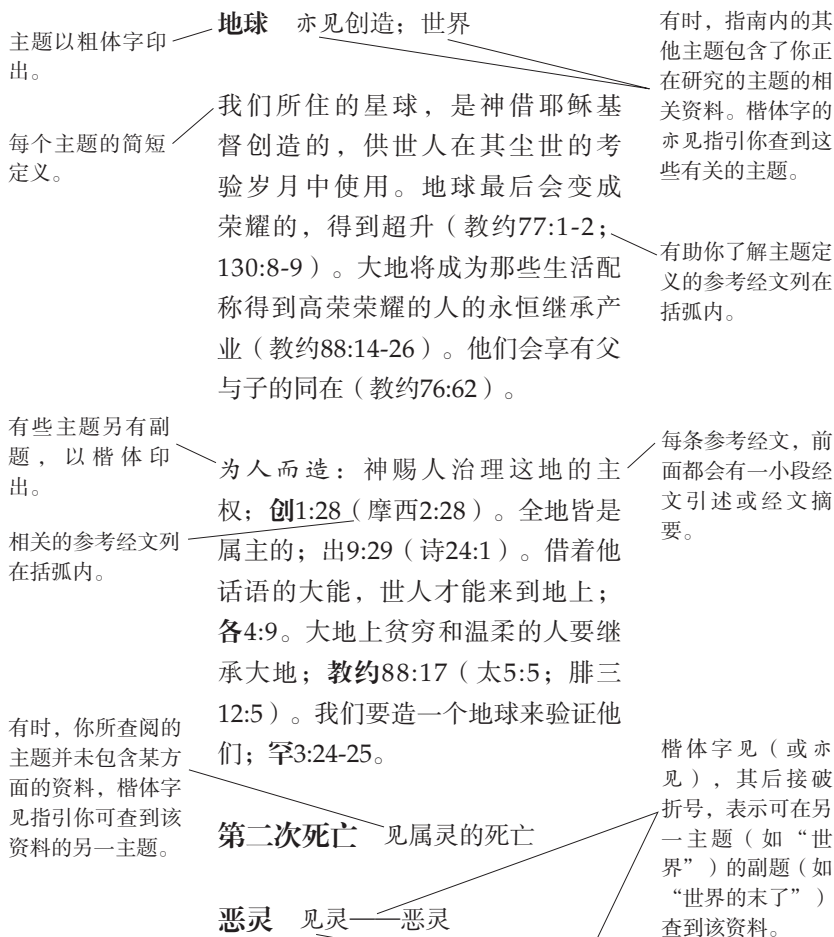 主题以粗体字印
出。
每个主题的简短
定义。
有些主题另有副
题，以楷体印
出。
相关的参考经文列
在括弧内。
有时，你所查阅的
主题并未包含某方
面的资料，楷体字
见指引你可查到该
资料的另一主题。
地球 亦见创造；世界
我们所住的星球，是神借耶稣基
督创造的，供世人在其尘世的考
验岁月中使用。地球最后会变成
荣耀的，得到超升（教约77:1-2；
130:8-9）。大地将成为那些生活配
称得到高荣荣耀的人的永恒继承产
业（教约88:14-26）。他们会享有父
与子的同在（教约76:62）。
为人而造：神赐人治理这地的主
权；创1:28（摩西2:28）。全地皆是
属主的；出9:29（诗24:1）。借着他
话语的大能，世人才能来到地上；
各4:9。大地上贫穷和温柔的人要继
承大地；教约88:17（太5:5；腓三
12:5）。我们要造一个地球来验证他
们；罕3:24-25。
第二次死亡 见属灵的死亡
恶灵 见灵——恶灵
有时，指南内的其
他主题包含了你正
在研究的主题的相
关资料。楷体字的
亦见指引你查到这
些有关的主题。
有助你了解主题定
义的参考经文列在
括弧内。
每条参考经文，前
面都会有一小段经
文引述或经文摘
要。
楷体字见（或亦
见），其后接破
折号，表示可在另
一主题（如“世
界”）的副题（如
“世界的末了”）
查到该资料。